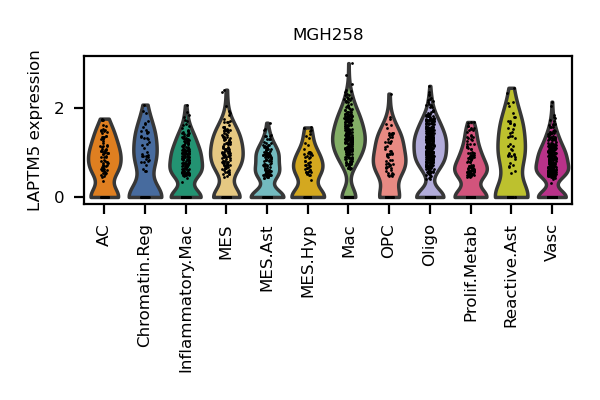 MGH258
LAPTM5 expression
2
0
AC
Chromatin.Reg
Inflammatory.Mac
MES
MES.Ast
MES.Hyp
Mac
OPC
Oligo
Prolif.Metab
Reactive.Ast
Vasc